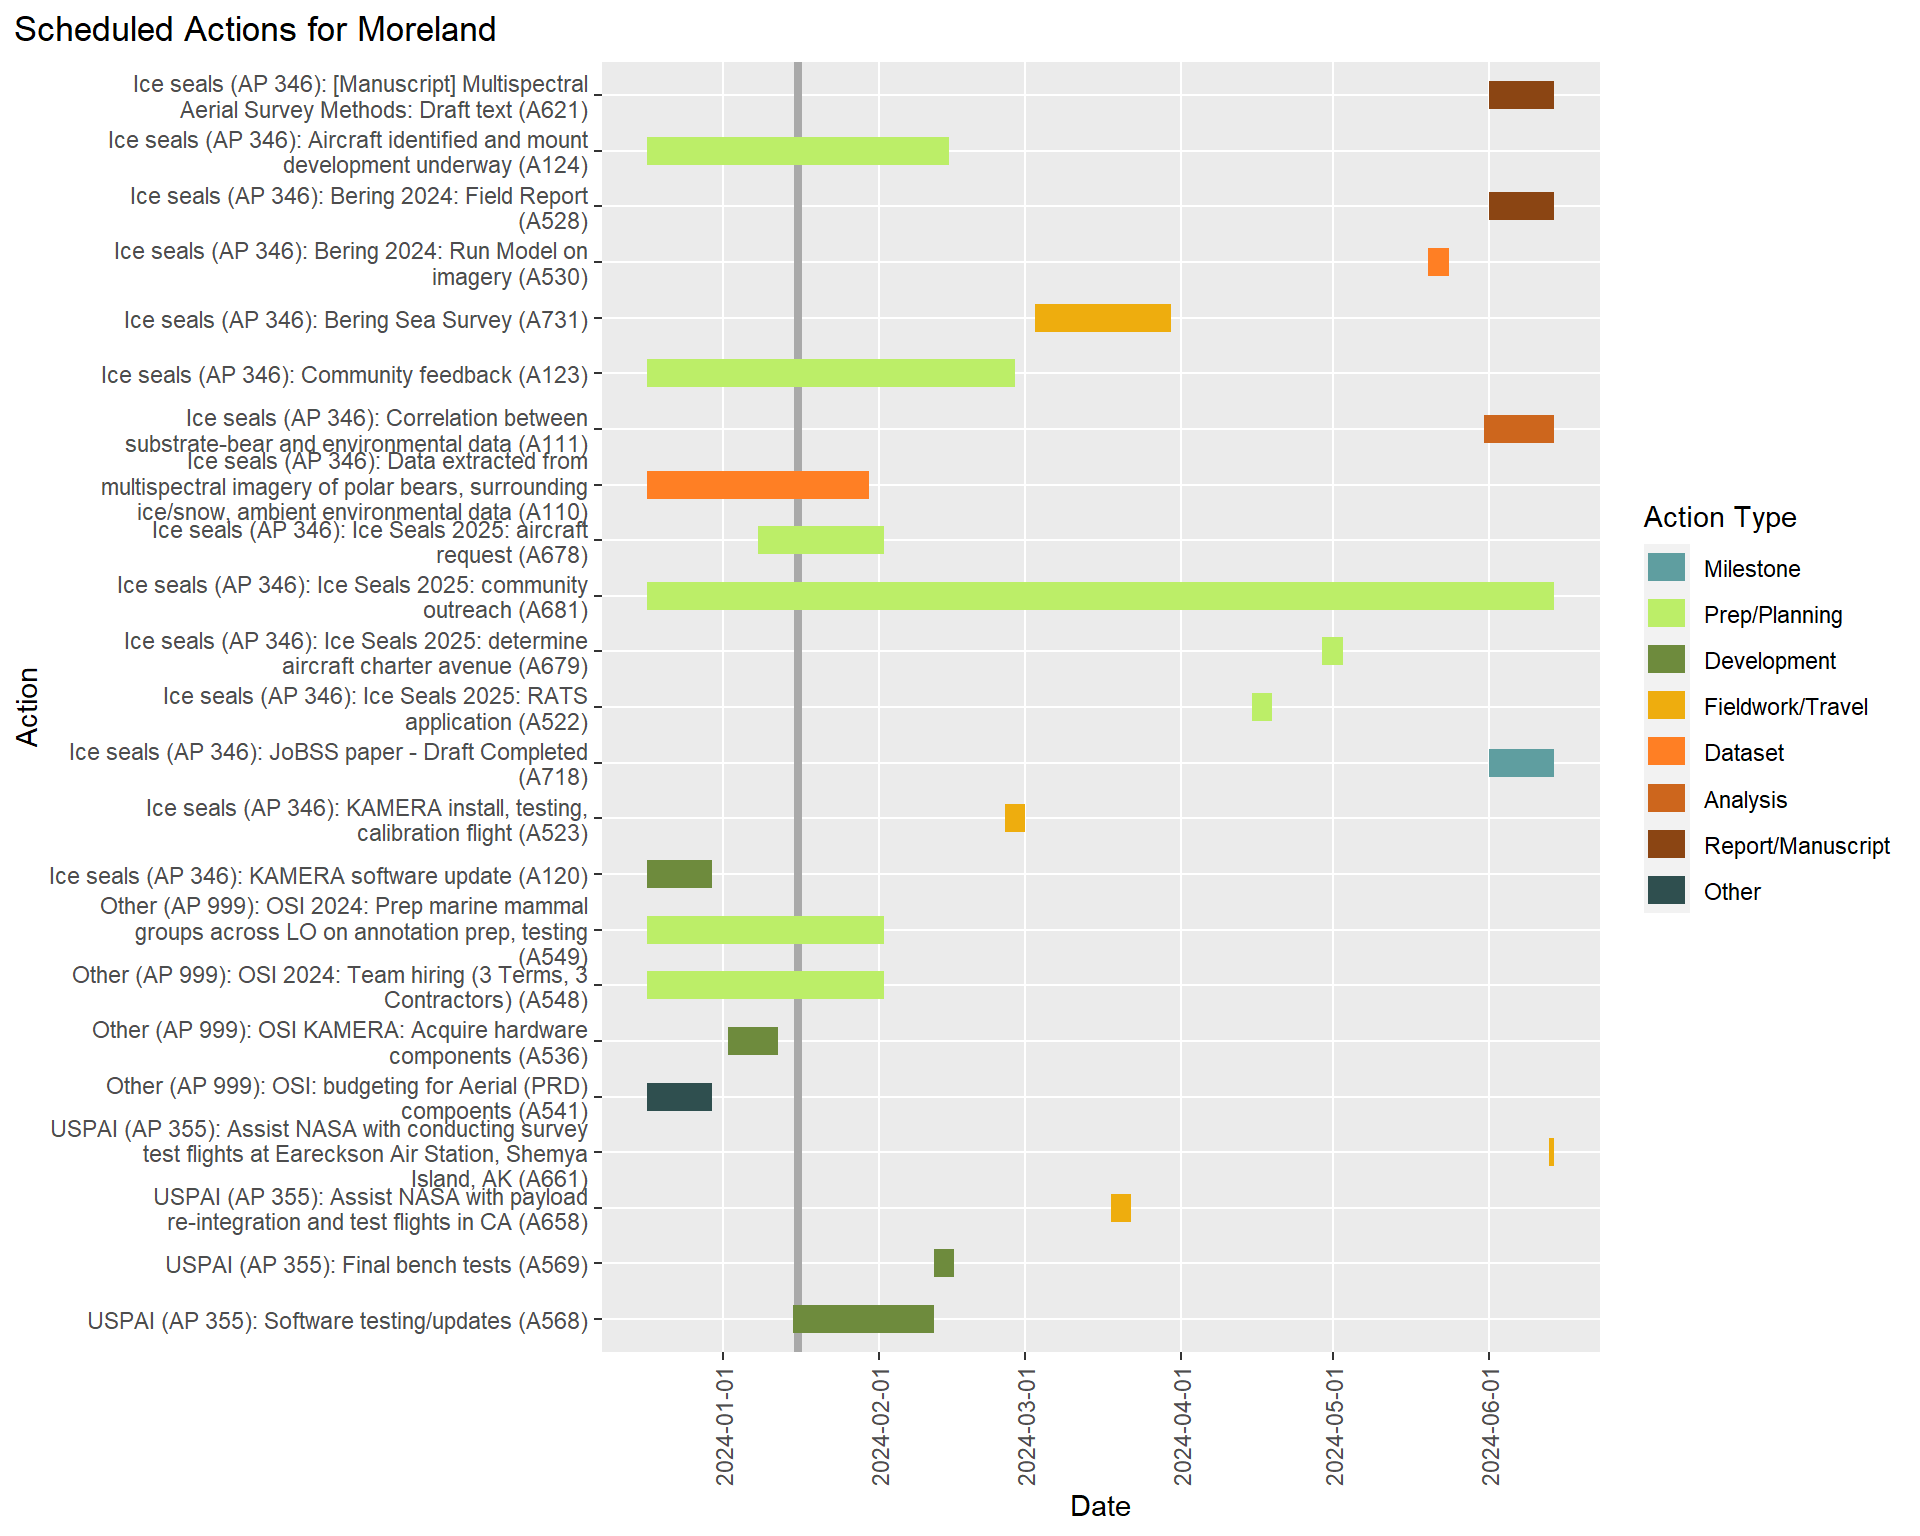 Scheduled Actions for Moreland
Ice seals (AP 346): [Manuscript] Multispectral
Aerial Survey Methods: Draft text (A621)
Ice seals (AP 346): Aircraft identified and mount
development underway (A124)
Ice seals (AP 346): Bering 2024: Field Report
(A528)
Ice seals (AP 346): Bering 2024: Run Model on
imagery (A530)
Ice seals (AP 346): Bering Sea Survey (A731)
Ice seals (AP 346): Community feedback (A123)
Ice seals (AP 346): Correlation between
substrate-bear and environmental data (A111)
Ice seals (AP 346): Data extracted from
multispectral imagery of polar bears, surrounding
ice/snow, ambient environmental data (A110)
Ice seals (AP 346): Ice Seals 2025: aircraft
request (A678)
Ice seals (AP 346): Ice Seals 2025: community
outreach (A681)
Ice seals (AP 346): Ice Seals 2025: determine
aircraft charter avenue (A679)
Ice seals (AP 346): Ice Seals 2025: RATS
application (A522)
Ice seals (AP 346): JoBSS paper - Draft Completed
(A718)
Ice seals (AP 346): KAMERA install, testing,
calibration flight (A523)
Ice seals (AP 346): KAMERA software update (A120)
Other (AP 999): OSI 2024: Prep marine mammal
groups across LO on annotation prep, testing
(A549)
Other (AP 999): OSI 2024: Team hiring (3 Terms, 3
Contractors) (A548)
Other (AP 999): OSI KAMERA: Acquire hardware
components (A536)
Other (AP 999): OSI: budgeting for Aerial (PRD)
compoents (A541)
USPAI (AP 355): Assist NASA with conducting survey
test flights at Eareckson Air Station, Shemya
Island, AK (A661)
USPAI (AP 355): Assist NASA with payload
re-integration and test flights in CA (A658)
USPAI (AP 355): Final bench tests (A569)
USPAI (AP 355): Software testing/updates (A568)
Action
2024-01-01
2024-02-01
2024-03-01
2024-04-01
2024-05-01
2024-06-01
Date
Action Type
Milestone
Prep/Planning
Development
Fieldwork/Travel
Dataset
Analysis
Report/Manuscript
Other